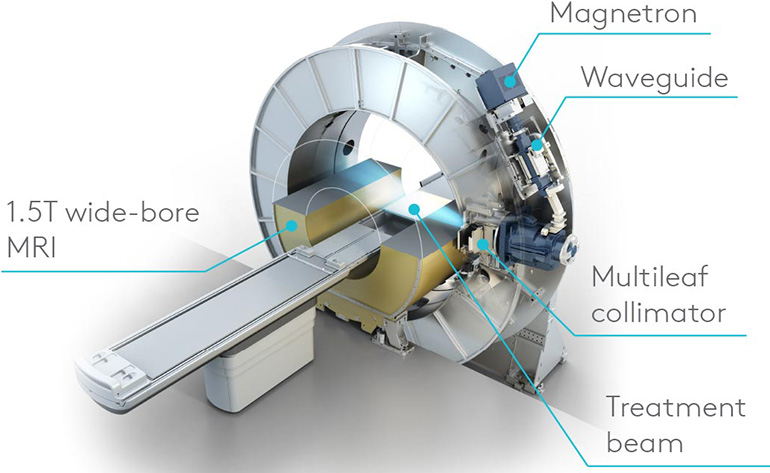 Magnetron
Waveguide
1.5T wide-bore
MRI
Multileaf
collimator
Treatment
beam